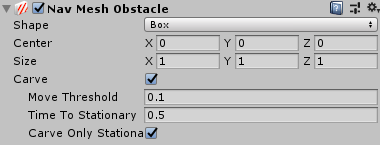 Nav Mesh Obstacle
Shape Box
Center X 0 Y 0 Z 0
Size X 1 Y 1 Z 1
Carve
Move Threshold 0.1
Time To Stationary 0.5
Carve Only Stationa